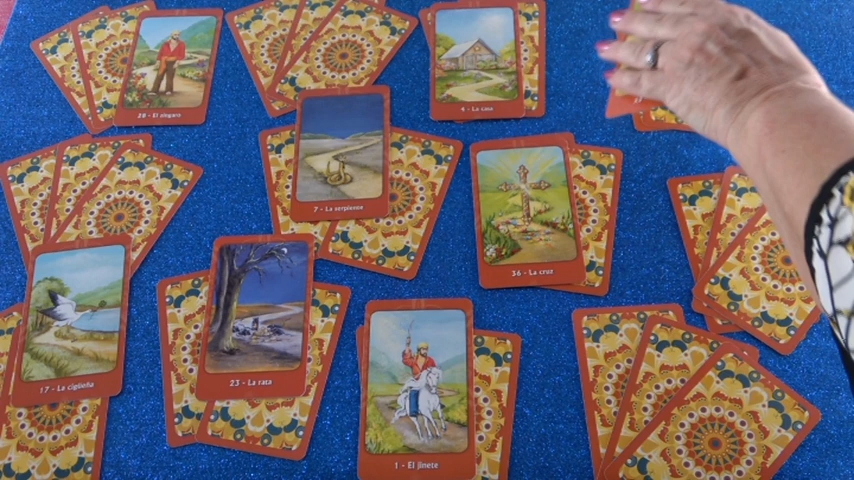 28 - El zíngaro
4 - La casa
7 - La serpiente
36 - La cruz
17 - La cigüeña
23 - La rata
1 - El jinete